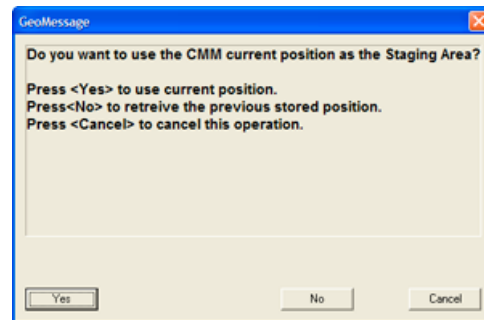 GeoMessage
Do you want to use the CMM current position as the Staging Area?
Press <Yes> to use current position.
Press<No> to retreive the previous stored position.
Press <Cancel> to cancel this operation.
Yes No Cancel